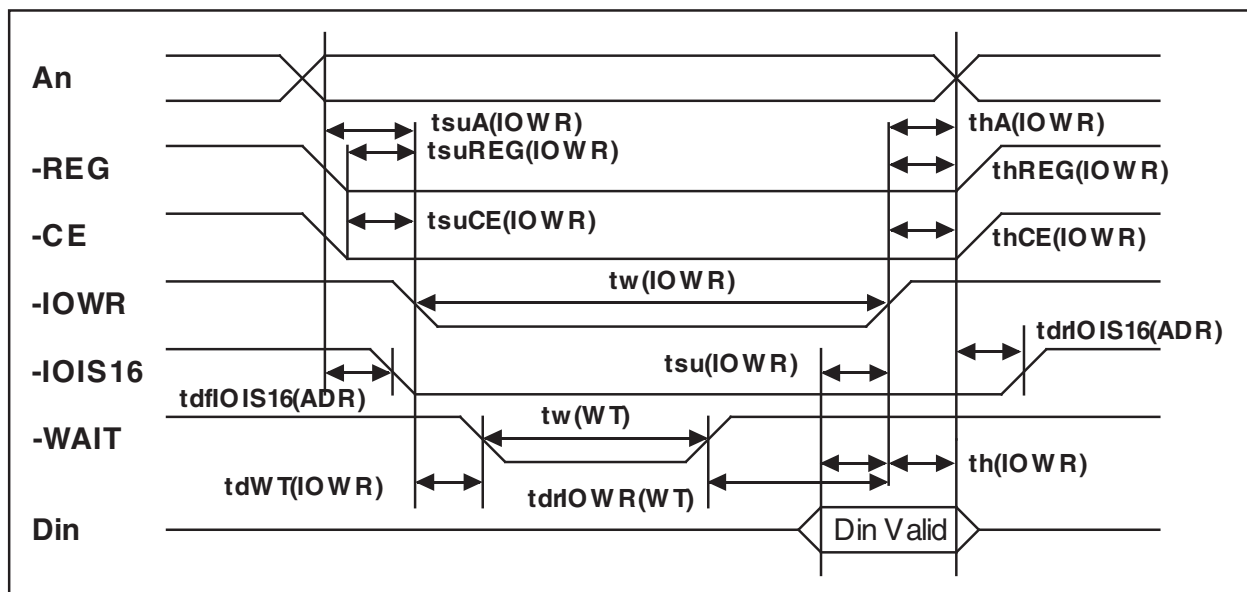 An
tsuA(IOWR)
thA(IOWR)
tsuREG(IOWR)
-REG
thREG(IOWR)
tsuCE(IOWR)
-CE
thCE(IOWR)
-IOWR
tw(IOWR)
tdrIOIS16(ADR)
-IOIS16
tsu(IOWR)
tdfIOIS16(ADR)
tw(WT)
-WAIT
th(IOWR)
tdWT(IOWR)
tdrIOWR(WT)
Din
Din Valid